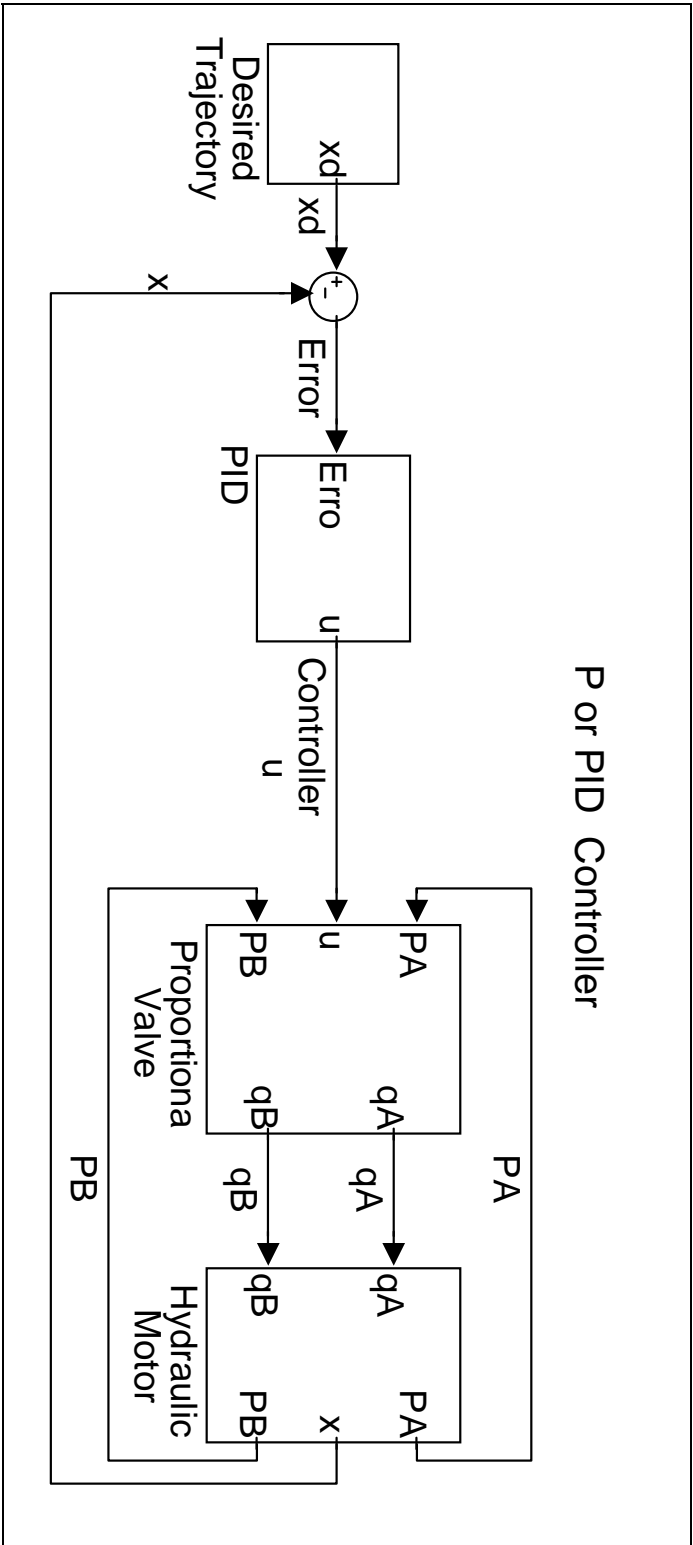 P or PID Controller
PA
xd
Desired
Trajectory
xd
+
-
Error
Erro
u
PID
Controller
u
PA
u
PB
qA
qB
Proportiona
Valve
qA
qB
qA
qB
PA
x
PB
Hydraulic
Motor
PB
x